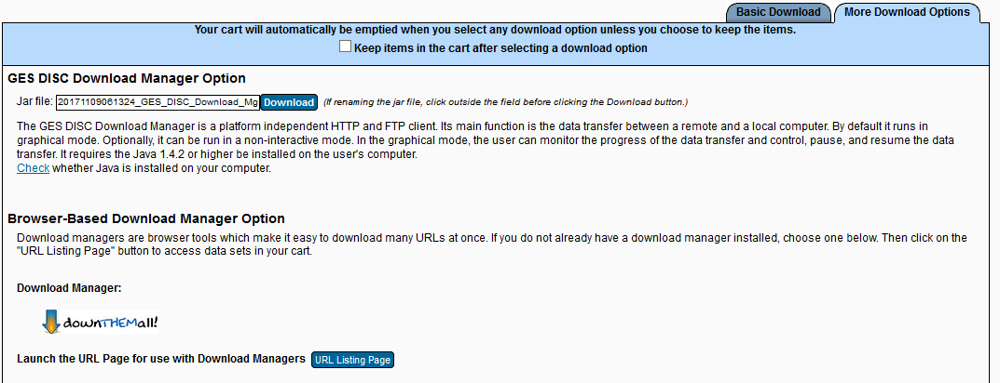 Basic Download
More Download Options
Your cart will automatically be emptied when you select any download option unless you choose to keep the items.
Keep items in the cart after selecting a download option
GES DISC Download Manager Option
Jar file: 20171109061324_GES_DISC_Download_Mg Download (If renaming the jar file, click outside the field before clicking the Download button.)
The GES DISC Download Manager is a platform independent HTTP and FTP client. Its main function is the data transfer between a remote and a local computer. By default it runs in
graphical mode. Optionally, it can be run in a non-interactive mode. In the graphical mode, the user can monitor the progress of the data transfer and control, pause, and resume the data
transfer. It requires the Java 1.4.2 or higher be installed on the user's computer.
Check whether Java is installed on your computer.
Browser-Based Download Manager Option
Download managers are browser tools which make it easy to download many URLs at once. If you do not already have a download manager installed, choose one below. Then click on the
"URL Listing Page" button to access data sets in your cart.
Download Manager:
downTHEMall!
Launch the URL Page for use with Download Managers URL Listing Page